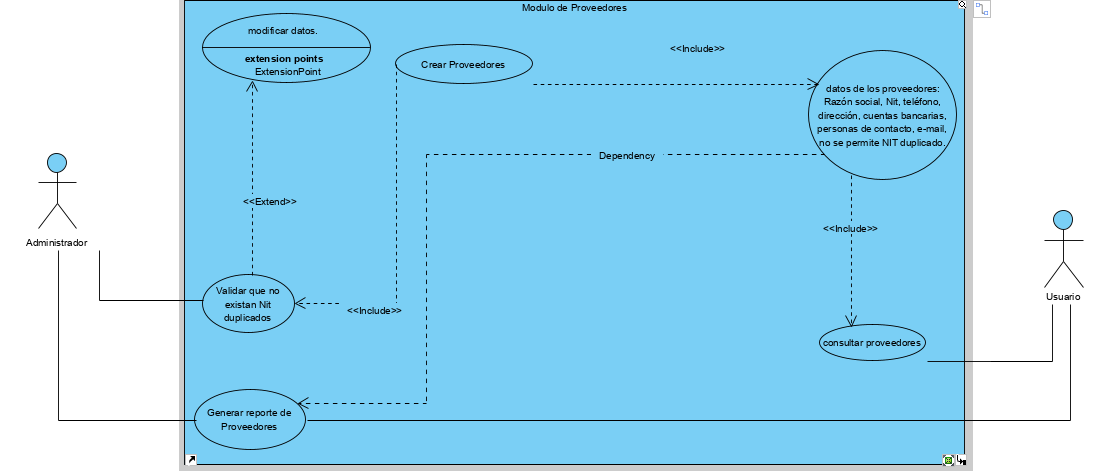 Modulo de Proveedores
modificar datos.
extension points
ExtensionPoint
Crear Proveedores
<<Include>>
datos de los proveedores:
Razón social, Nit, teléfono,
dirección, cuentas bancarias,
personas de contacto, e-mail,
no se permite NIT duplicado.
Dependency
<<Extend>>
<<Include>>
Administrador
Usuario
Validar que no
existan Nit
duplicados
<<Include>>
consultar proveedores
Generar reporte de
Proveedores